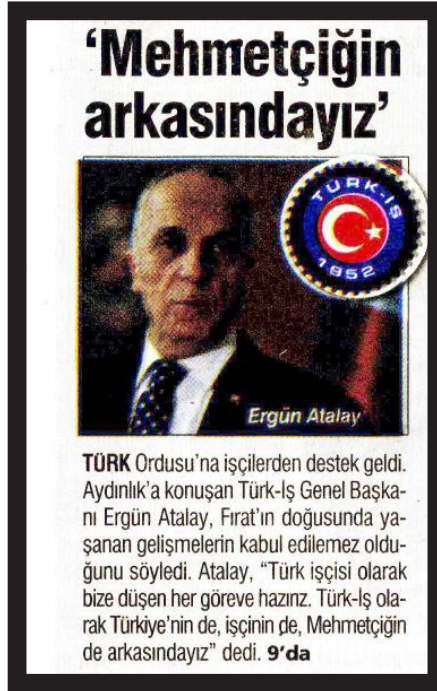 ‘Mehmetçiğin
arkasındayız’
TÜRK-İŞ
1952
Ergün Atalay
TÜRK Ordusu’na işçilerden destek geldi.
Aydınlık’a konuşan Türk-İş Genel Başka-
nı Ergün Atalay, Fırat’ın doğusunda ya-
şanan gelişmelerin kabul edilemez oldu-
ğunu söyledi. Atalay, “Türk işçisi olarak
bize düşen her göreve hazırız. Türk-İş ola-
rak Türkiye’nin de, işçinin de, Mehmetçiğin
de arkasındayız” dedi. 9’da